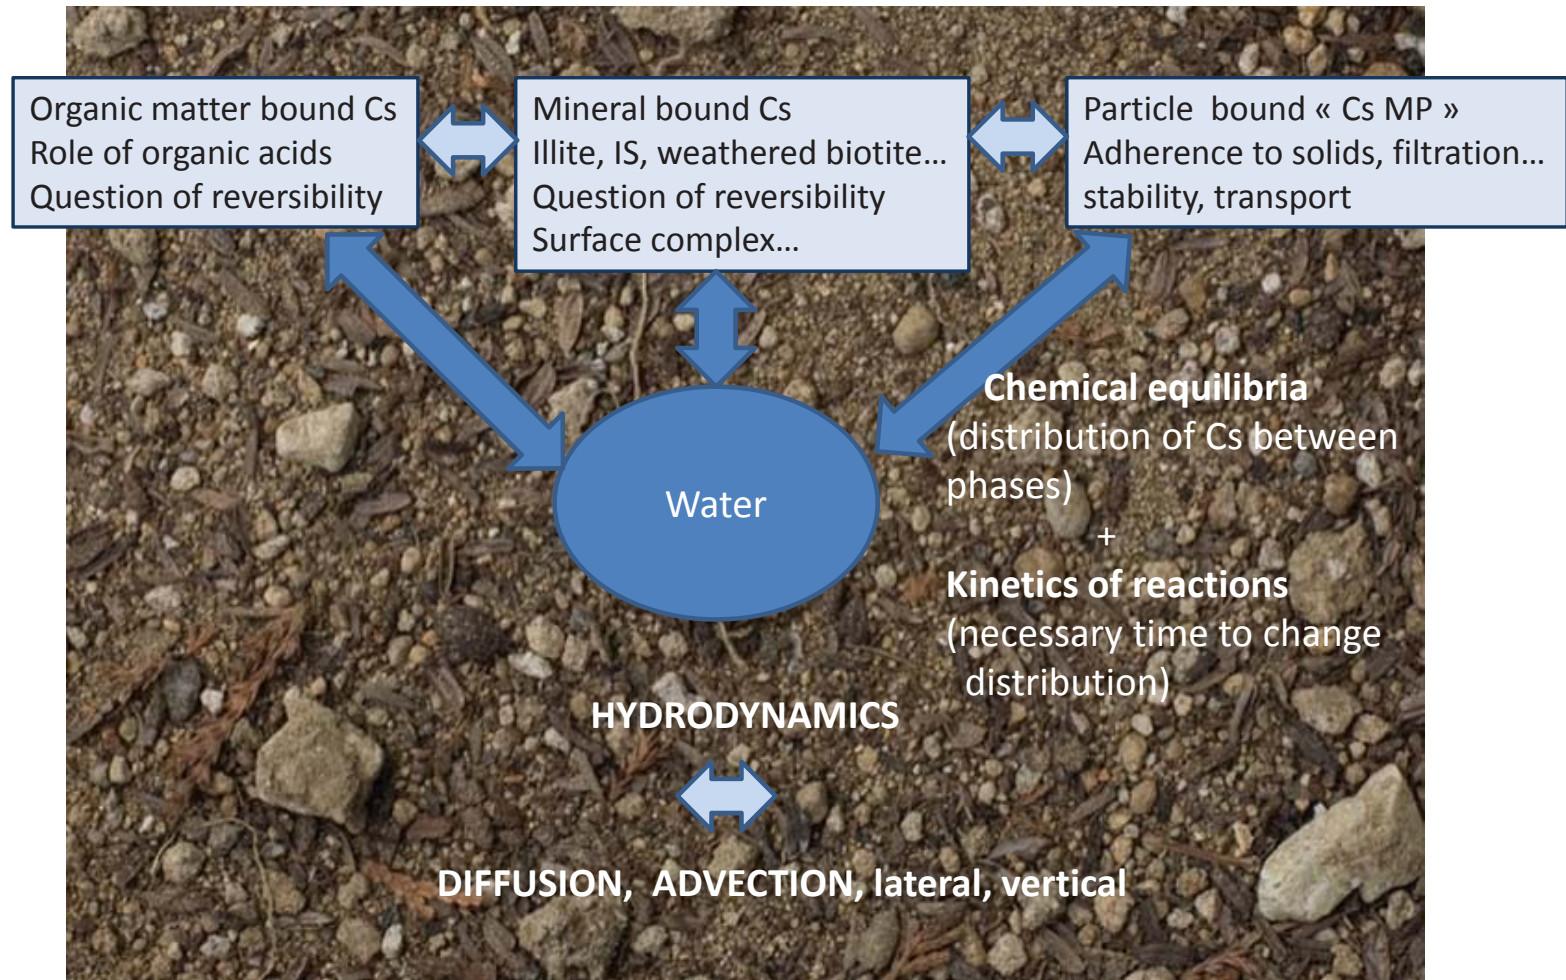 Organic matter bound Cs
Role of organic acids
Question of reversibility
Mineral bound Cs
Illite, IS, weathered biotite…
Question of reversibility
Surface complex…
Particle  bound « Cs MP »
Adherence to solids, filtration…
stability, transport
Water
Chemical equilibria
(distribution of Cs between
phases)
+
Kinetics of reactions
(necessary time to change
distribution)
HYDRODYNAMICS
DIFFUSION,  ADVECTION, lateral, vertical